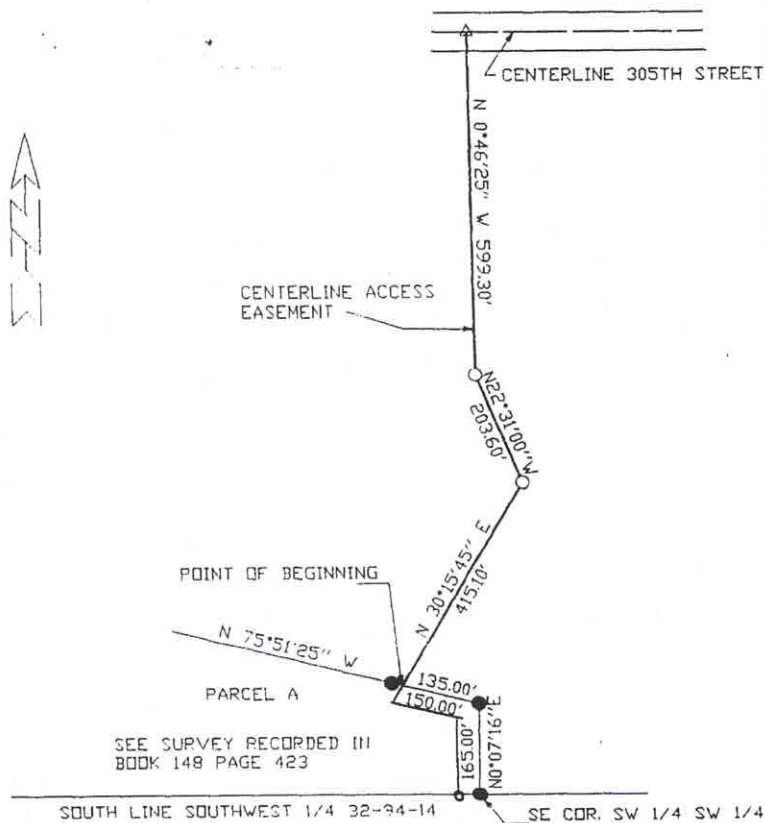 CENTERLINE 305TH STREET
N 0°46'25" W 599.30'
CENTERLINE ACCESS
EASEMENT
N22°31'00"W
203.60'
N 30°15'45" E
415.10'
POINT OF BEGINNING
N 75°51'25" W
135.00'
150.00'
PARCEL A
165.00'
N0°07'16"E
SEE SURVEY RECORDED IN
BOOK 148 PAGE 423
SOUTH LINE SOUTHWEST 1/4 32-94-14
SE COR. SW 1/4 SW 1/4